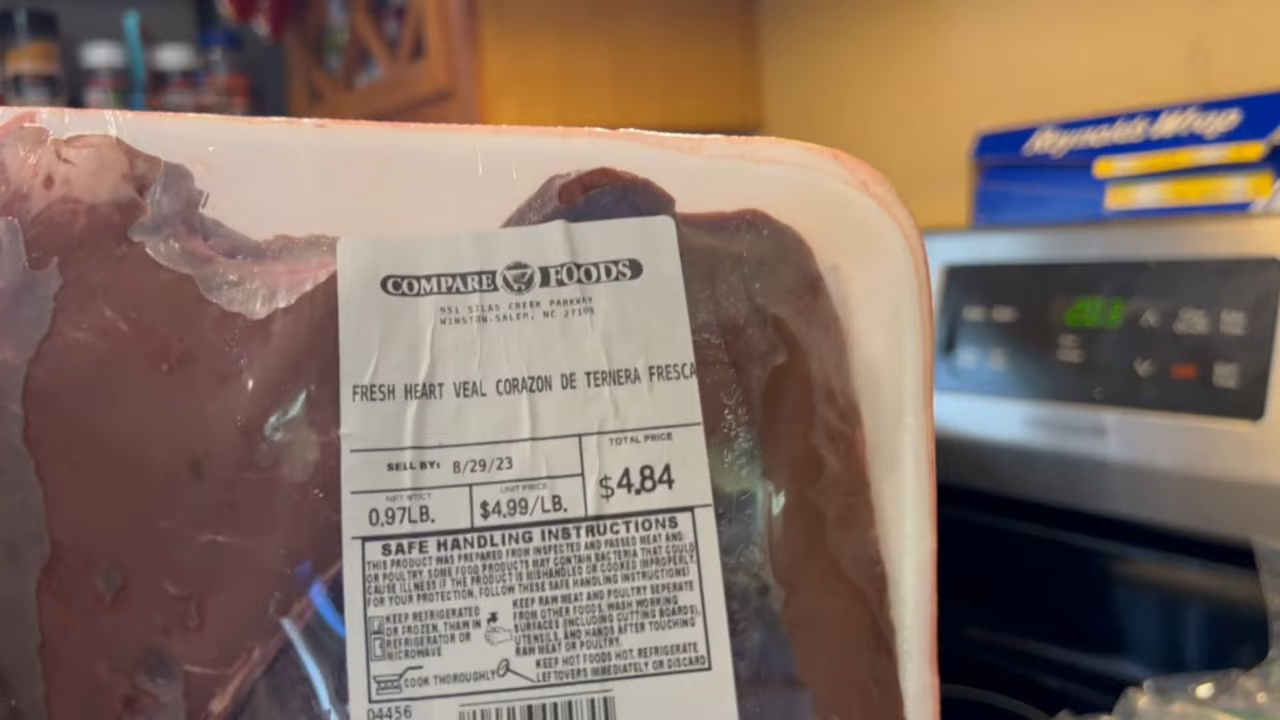 Reynolds Wrap
COMPARE FOODS
951 SILAS CREEK PARKWAY
WINSTON-SALEM, NC 27105
FRESH HEART VEAL CORAZON DE TERNERA FRESCA
TOTAL PRICE
SELL BY: 8/29/23
$4.84
NET WT/CT
UNIT PRICE
0.97LB.
$4.99/LB.
SAFE HANDLING INSTRUCTIONS
THIS PRODUCT WAS PREPARED FROM INSPECTED AND PASSED MEAT AND
OR POULTRY. SOME FOOD PRODUCTS MAY CONTAIN BACTERIA THAT COULD
CAUSE ILLNESS IF THE PRODUCT IS MISHANDLED OR COOKED IMPROPERLY.
FOR YOUR PROTECTION, FOLLOW THESE SAFE HANDLING INSTRUCTIONS!
KEEP REFRIGERATED
OR FROZEN, THAW IN
REFRIGERATOR OR
MICROWAVE
KEEP RAW MEAT AND POULTRY SEPERATE
FROM OTHER FOODS, WASH WORKING
SURFACES (INCLUDING CUTTING BOARDS),
UTENSILS, AND HANDS AFTER TOUCHING
RAW MEAT OR POULTRY.
COOK THOROUGHLY
KEEP HOT FOODS HOT. REFRIGERATE
LEFTOVERS IMMEDIATELY OR DISCARD
04456